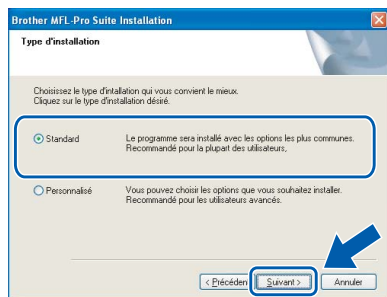 Brother MFL-Pro Suite Installation
Type d'installation
Choisissez le type d'intallation qui vous convient le mieux.
Cliquez sur le type d'installation désiré.
Standard
Le programme sera installé avec les options les plus communes.
Recommandé pour la plupart des utilisateurs,
Personnalisé
Vous pouvez choisir les options que vous souhaitez installer.
Recommandé pour les utilisateurs avancés.
< Précéden
Suivant >
Annuler